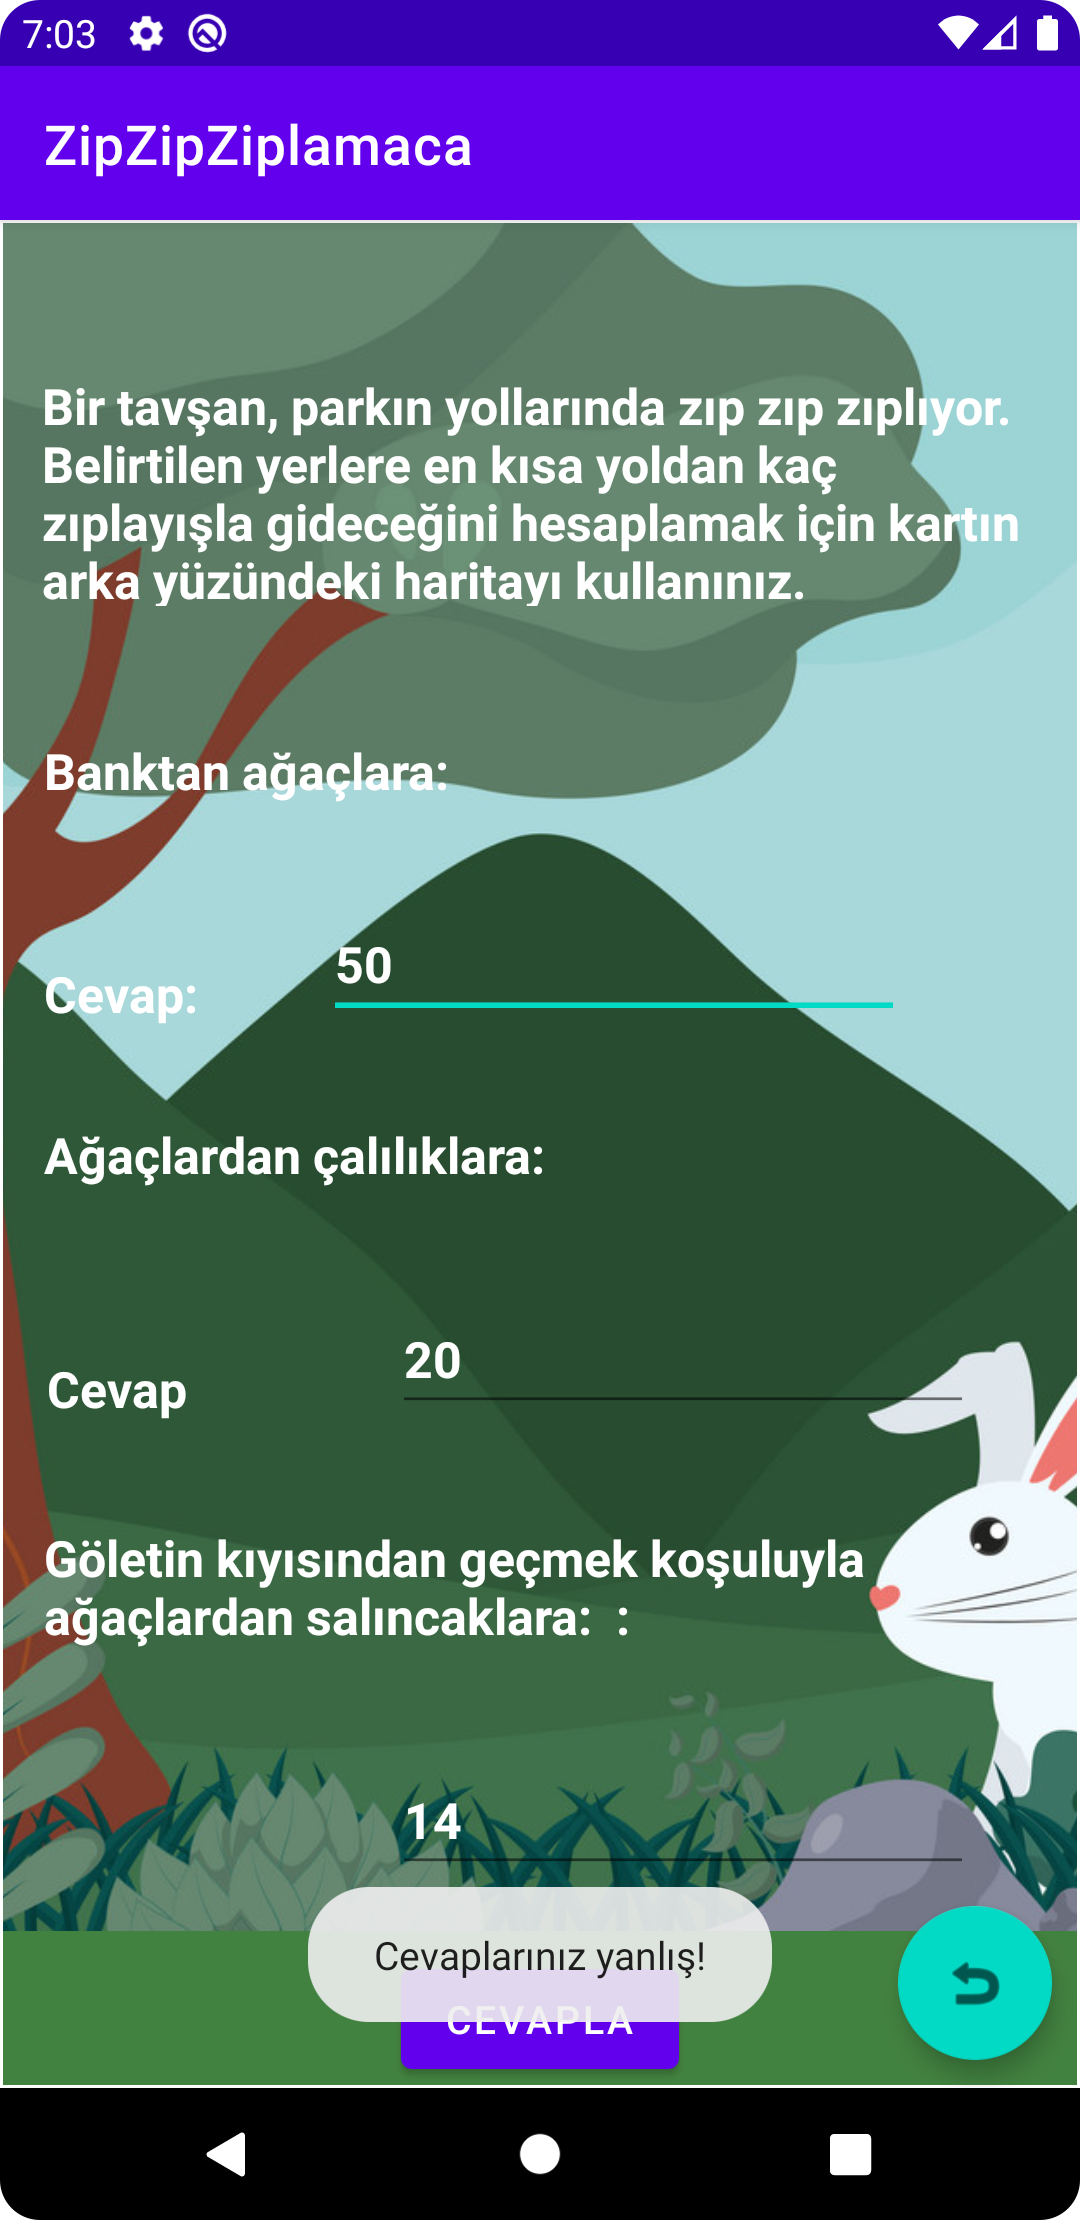 7:03
ZipZipZiplamaca
Bir tavşan, parkın yollarında zıp zıp zıplıyor.
Belirtilen yerlere en kısa yoldan kaç
zıplayışla gideceğini hesaplamak için kartın
arka yüzündeki haritayı kullanınız.
Banktan ağaçlara:
50
Cevap:
Ağaçlardan çalılıklara:
20
Cevap
Göletin kıyısından geçmek koşuluyla
ağaçlardan salıncaklara:  :
14
Cevaplarınız yanlış!
CEVAPLA